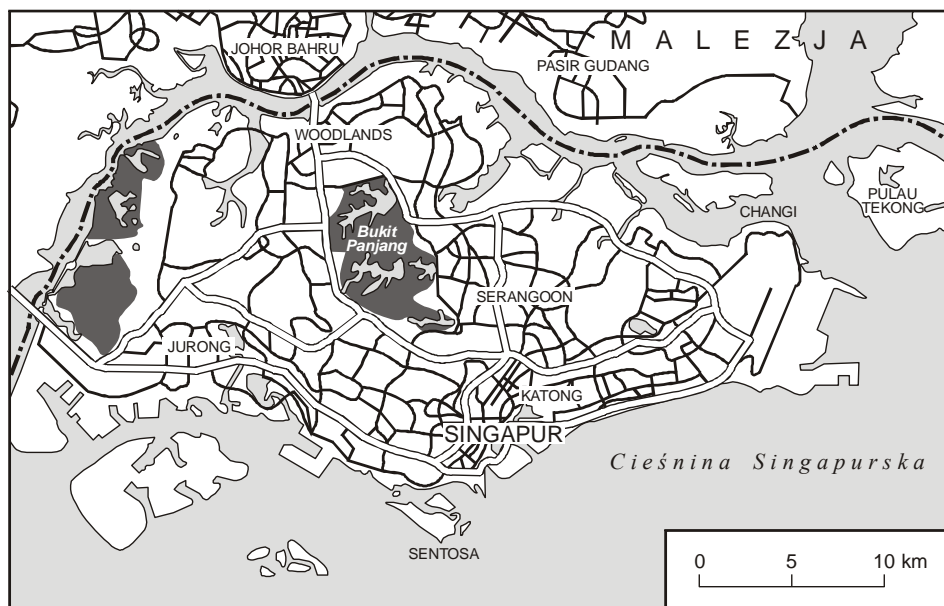 M A L E Z J A
JOHOR BAHRU
PASIR GUDANG
WOODLANDS
PULAU
TEKONG
CHANGI
Bukit
Panjang
SERANGOON
JURONG
KATONG
SINGAPUR
Cieśnina Singapurska
SENTOSA
0 5 10 km